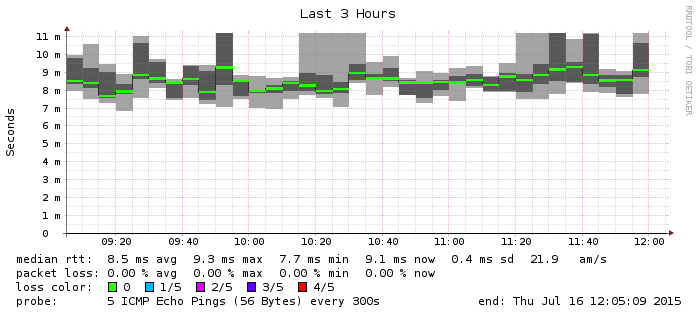 Last 3 Hours
RRDTOOL / TOBI OETIKER
Seconds
11 m
10 m
9 m
8 m
7 m
6 m
5 m
4 m
3 m
2 m
1 m
0
09:20 09:40 10:00 10:20 10:40 11:00 11:20 11:40 12:00
median rtt: 8.5 ms avg 9.3 ms max 7.7 ms min 9.1 ms now 0.4 ms sd 21.9 am/s
packet loss: 0.00 % avg 0.00 % max 0.00 % min 0.00 % now
loss color: 0 1/5 2/5 3/5 4/5
probe: 5 ICMP Echo Pings (56 Bytes) every 300s end: Thu Jul 16 12:05:09 2015